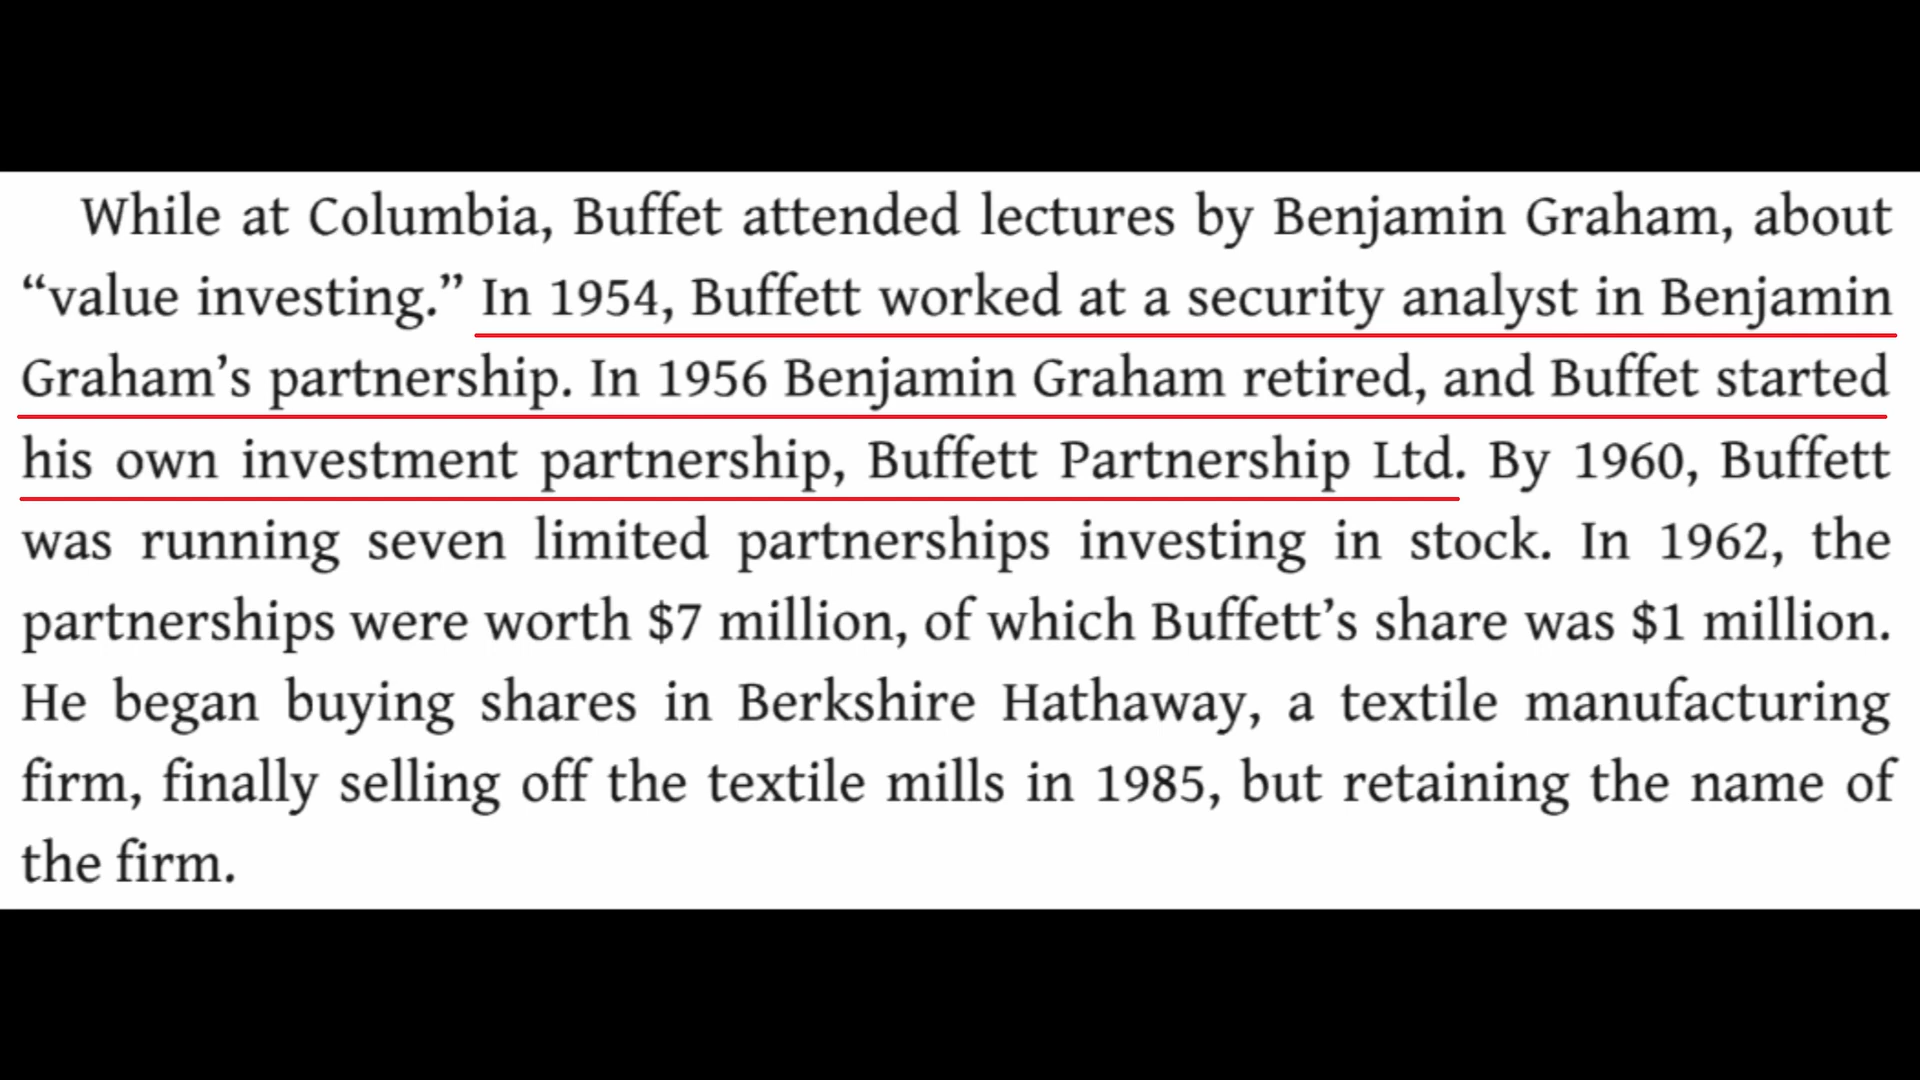 While at Columbia, Buffet attended lectures by Benjamin Graham, about
“value investing.” In 1954, Buffett worked at a security analyst in Benjamin
Graham’s partnership. In 1956 Benjamin Graham retired, and Buffet started
his own investment partnership, Buffett Partnership Ltd. By 1960, Buffett
was running seven limited partnerships investing in stock. In 1962, the
partnerships were worth $7 million, of which Buffett’s share was $1 million.
He began buying shares in Berkshire Hathaway, a textile manufacturing
firm, finally selling off the textile mills in 1985, but retaining the name of
the firm.